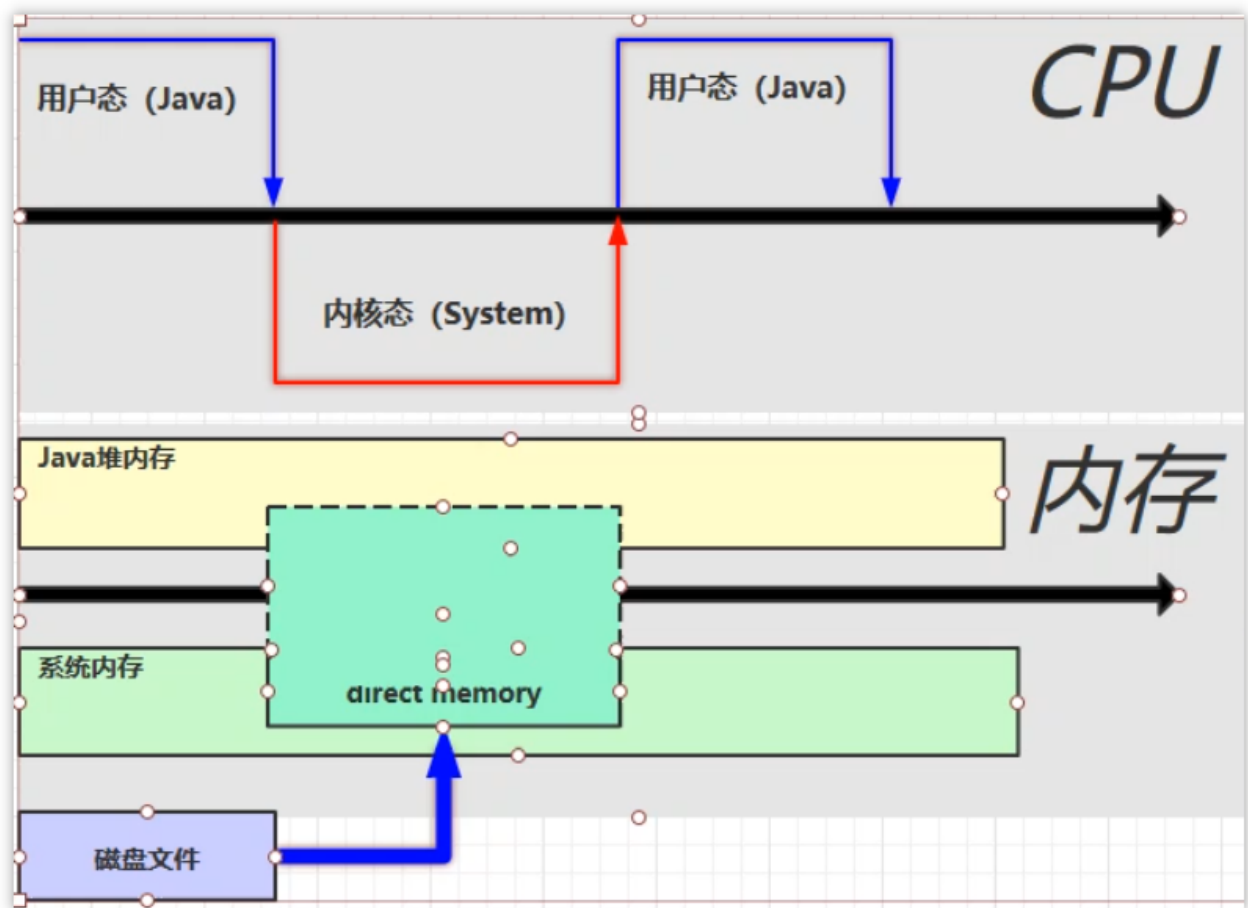 用户态（Java）
用户态（Java）
CPU
内核态（System）
Java堆内存
内存
系统内存
direct memory
磁盘文件